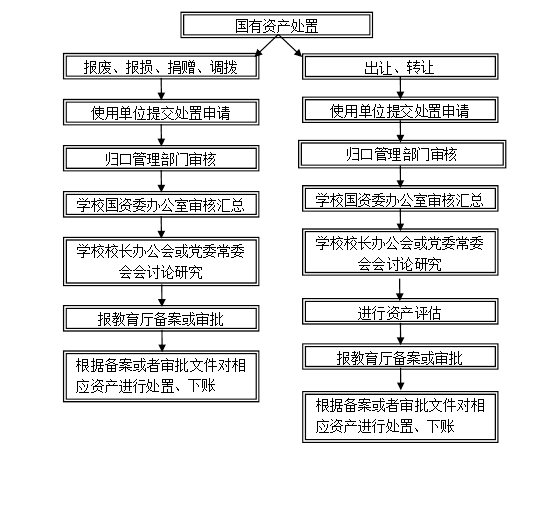 国有资产处置
报废、报损、捐赠、调拨
使用单位提交处置申请
归口管理部门审核
学校国资委办公室审核汇总
学校校长办公会或党委常委
会会讨论研究
报教育厅备案或审批
根据备案或者审批文件对相
应资产进行处置、下账
出让、转让
使用单位提交处置申请
归口管理部门审核
学校国资委办公室审核汇总
学校校长办公会或党委常委
会会讨论研究
进行资产评估
报教育厅备案或审批
根据备案或者审批文件对相
应资产进行处置、下账